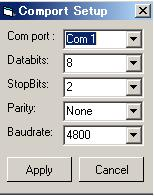 Comport Setup
Com port : Com 1
Databits: 8
StopBits: 2
Parity: None
Baudrate: 4800
Apply Cancel